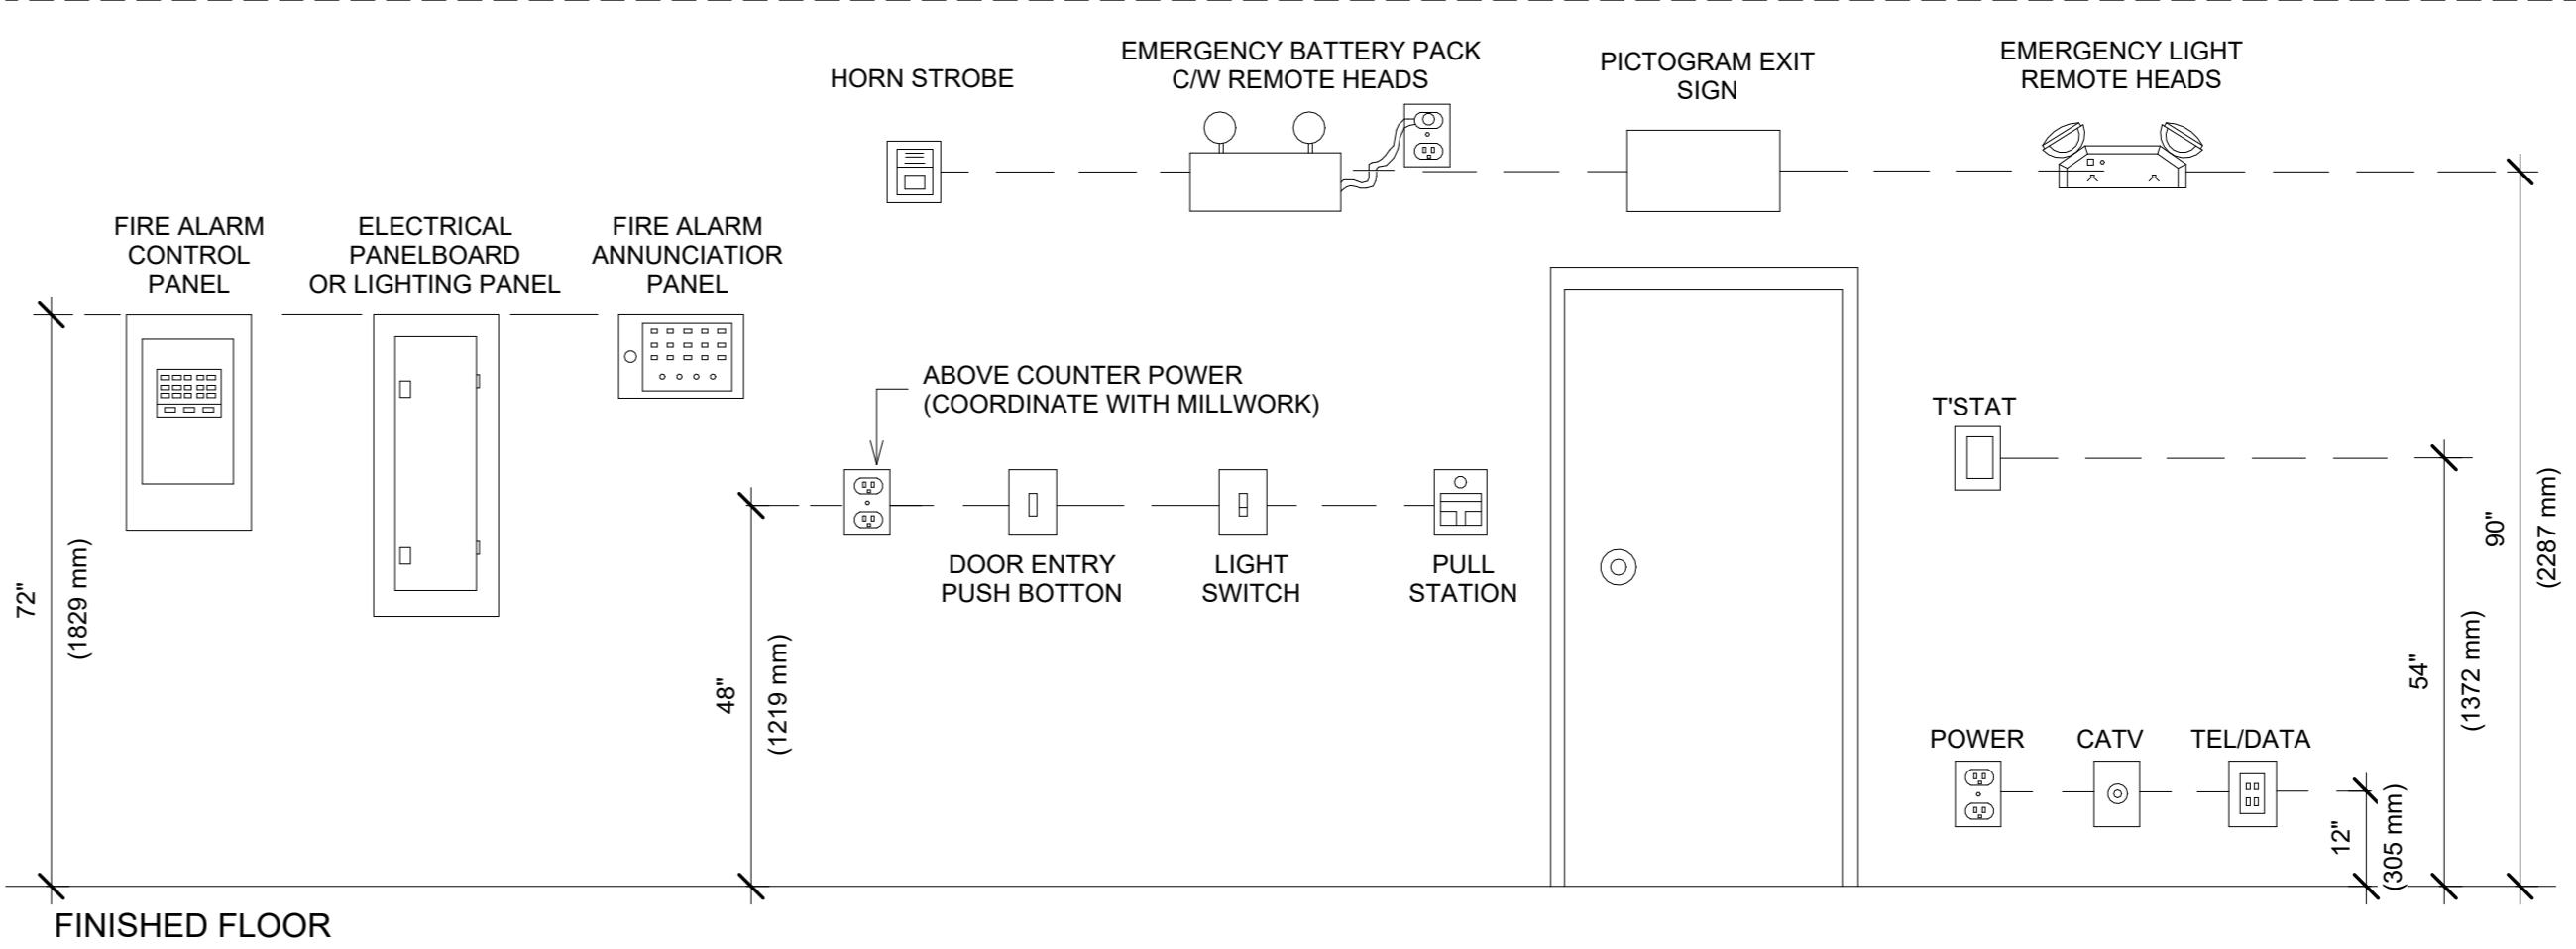 HORN STROBE
EMERGENCY BATTERY PACK
C/W REMOTE HEADS
PICTOGRAM EXIT
SIGN
EMERGENCY LIGHT
REMOTE HEADS
FIRE ALARM
CONTROL
PANEL
ELECTRICAL
PANELBOARD
OR LIGHTING PANEL
FIRE ALARM
ANNUNCIATIOR
PANEL
ABOVE COUNTER POWER
(COORDINATE WITH MILLWORK)
T'STAT
DOOR ENTRY
PUSH BOTTON
LIGHT
SWITCH
PULL
STATION
72"
(1829 mm)
48"
(1219 mm)
POWER
CATV
TEL/DATA
12"
(305 mm)
54"
(1372 mm)
90"
(2287 mm)
FINISHED FLOOR